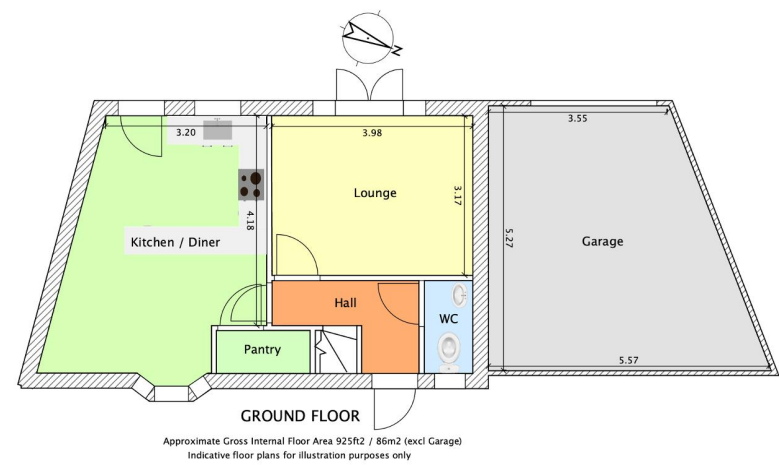 N
3.20
3.98
3.55
Lounge
3.17
4.18
5.27
Kitchen / Diner
Garage
Hall
WC
Pantry
5.57
GROUND FLOOR
Approximate Gross Internal Floor Area 925ft2 / 86m2 (excl Garage)
Indicative floor plans for illustration purposes only